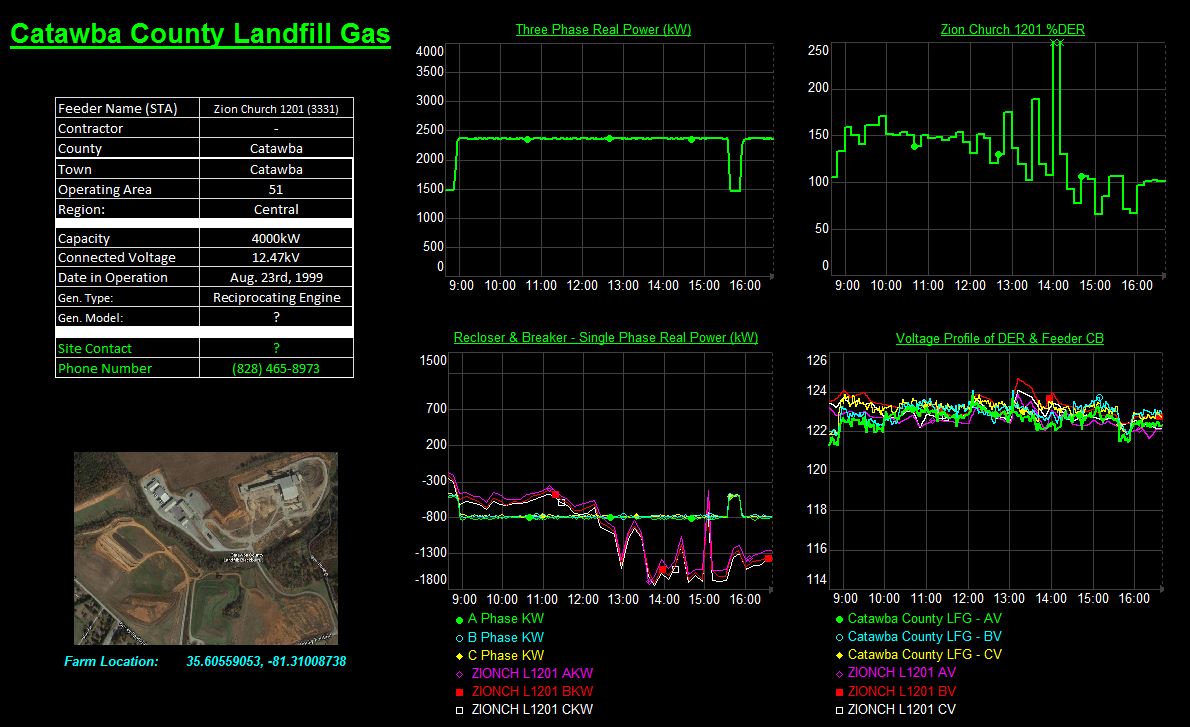 Catawba County Landfill Gas
Feeder Name (STA) Zion Church 1201 (3331)
Contractor -
County Catawba
Town Catawba
Operating Area 51
Region: Central
Capacity 4000kW
Connected Voltage 12.47kV
Date in Operation Aug. 23rd, 1999
Gen. Type: Reciprocating Engine
Gen. Model: ?
Site Contact ?
Phone Number (828) 465-8973
Catawba County
Farm Location: 35.60559053, -81.31008738
Three Phase Real Power (kW)
4000
3500
3000
2500
2000
1500
1000
500
0
9:00 10:00 11:00 12:00 13:00 14:00 15:00 16:00
Zion Church 1201 %DER
250
200
150
100
50
0
9:00 10:00 11:00 12:00 13:00 14:00 15:00 16:00
Recloser & Breaker - Single Phase Real Power (kW)
1500
700
200
-300
-800
-1300
-1800
9:00 10:00 11:00 12:00 13:00 14:00 15:00 16:00
A Phase KW
B Phase KW
C Phase KW
ZIONCH L1201 AKW
ZIONCH L1201 BKW
ZIONCH L1201 CKW
Voltage Profile of DER & Feeder CB
126
124
122
120
118
116
114
9:00 10:00 11:00 12:00 13:00 14:00 15:00 16:00
Catawba County LFG - AV
Catawba County LFG - BV
Catawba County LFG - CV
ZIONCH L1201 AV
ZIONCH L1201 BV
ZIONCH L1201 CV